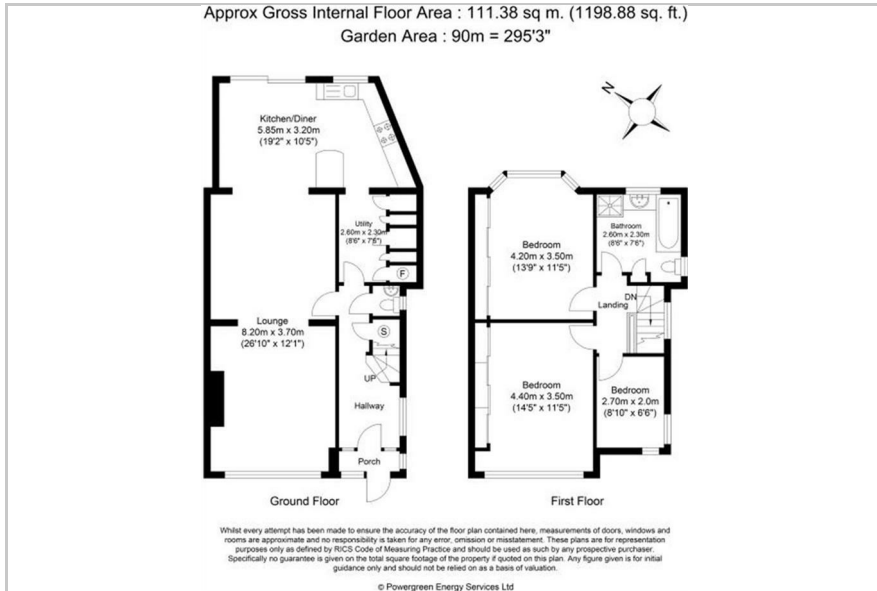 Approx Gross Internal Floor Area : 111.38 sq m. (1198.88 sq. ft.)
Garden Area : 90m = 295'3"
N
Kitchen/Diner
5.85m x 3.20m
(19'2" x 10'5")
Utility
2.60m x 2.30m
(8'6" x 7'6")
F
Lounge
8.20m x 3.70m
(26'10" x 12'1")
S
UP
Hallway
Porch
Ground Floor
Bedroom
4.20m x 3.50m
(13'9" x 11'5")
Bathroom
2.60m x 2.30m
(8'6" x 7'6")
DN
Landing
Bedroom
4.40m x 3.50m
(14'5" x 11'5")
Bedroom
2.70m x 2.0m
(8'10" x 6'6")
First Floor
Whilst every attempt has been made to ensure the accuracy of the floor plan contained here, measurements of doors, windows and
rooms are approximate and no responsibility is taken for any error, omission or misstatement. These plans are for representation
purposes only as defined by RICS Code of Measuring Practice and should be used as such by any prospective purchaser.
Specifically no guarantee is given on the total square footage of the property if quoted on this plan. Any figure given is for initial
guidance only and should not be relied on as a basis of valuation.
© Powergreen Energy Services Ltd